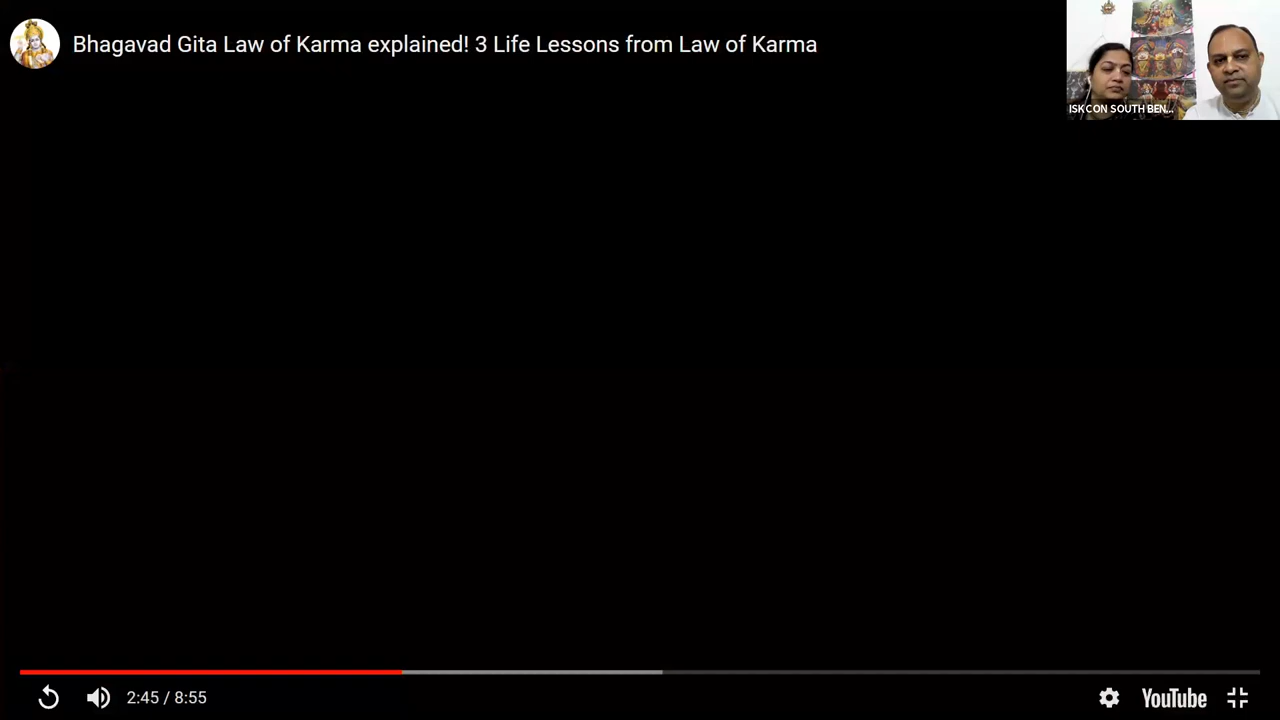 Bhagavad Gita Law of Karma explained! 3 Life Lessons from Law of Karma
ISKCON SOUTH BEN...
2:45 / 8:55
YouTube